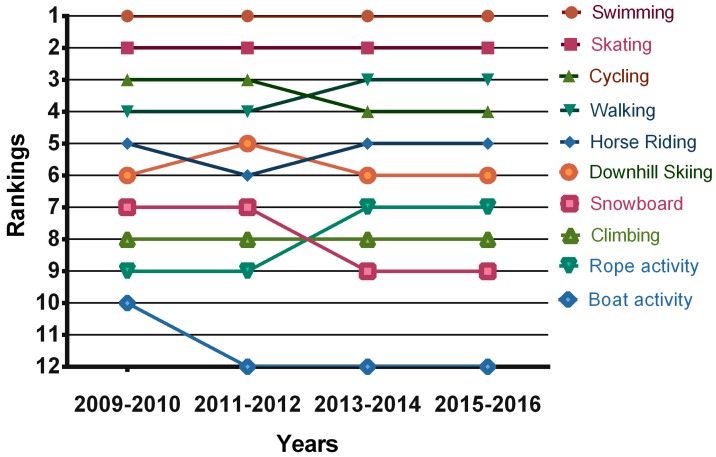 Rankings
1
2
3
4
5
6
7
8
9
10
11
12
2009-2010 2011-2012 2013-2014 2015-2016
Years
Swimming
Skating
Cycling
Walking
Horse Riding
Downhill Skiing
Snowboard
Climbing
Rope activity
Boat activity